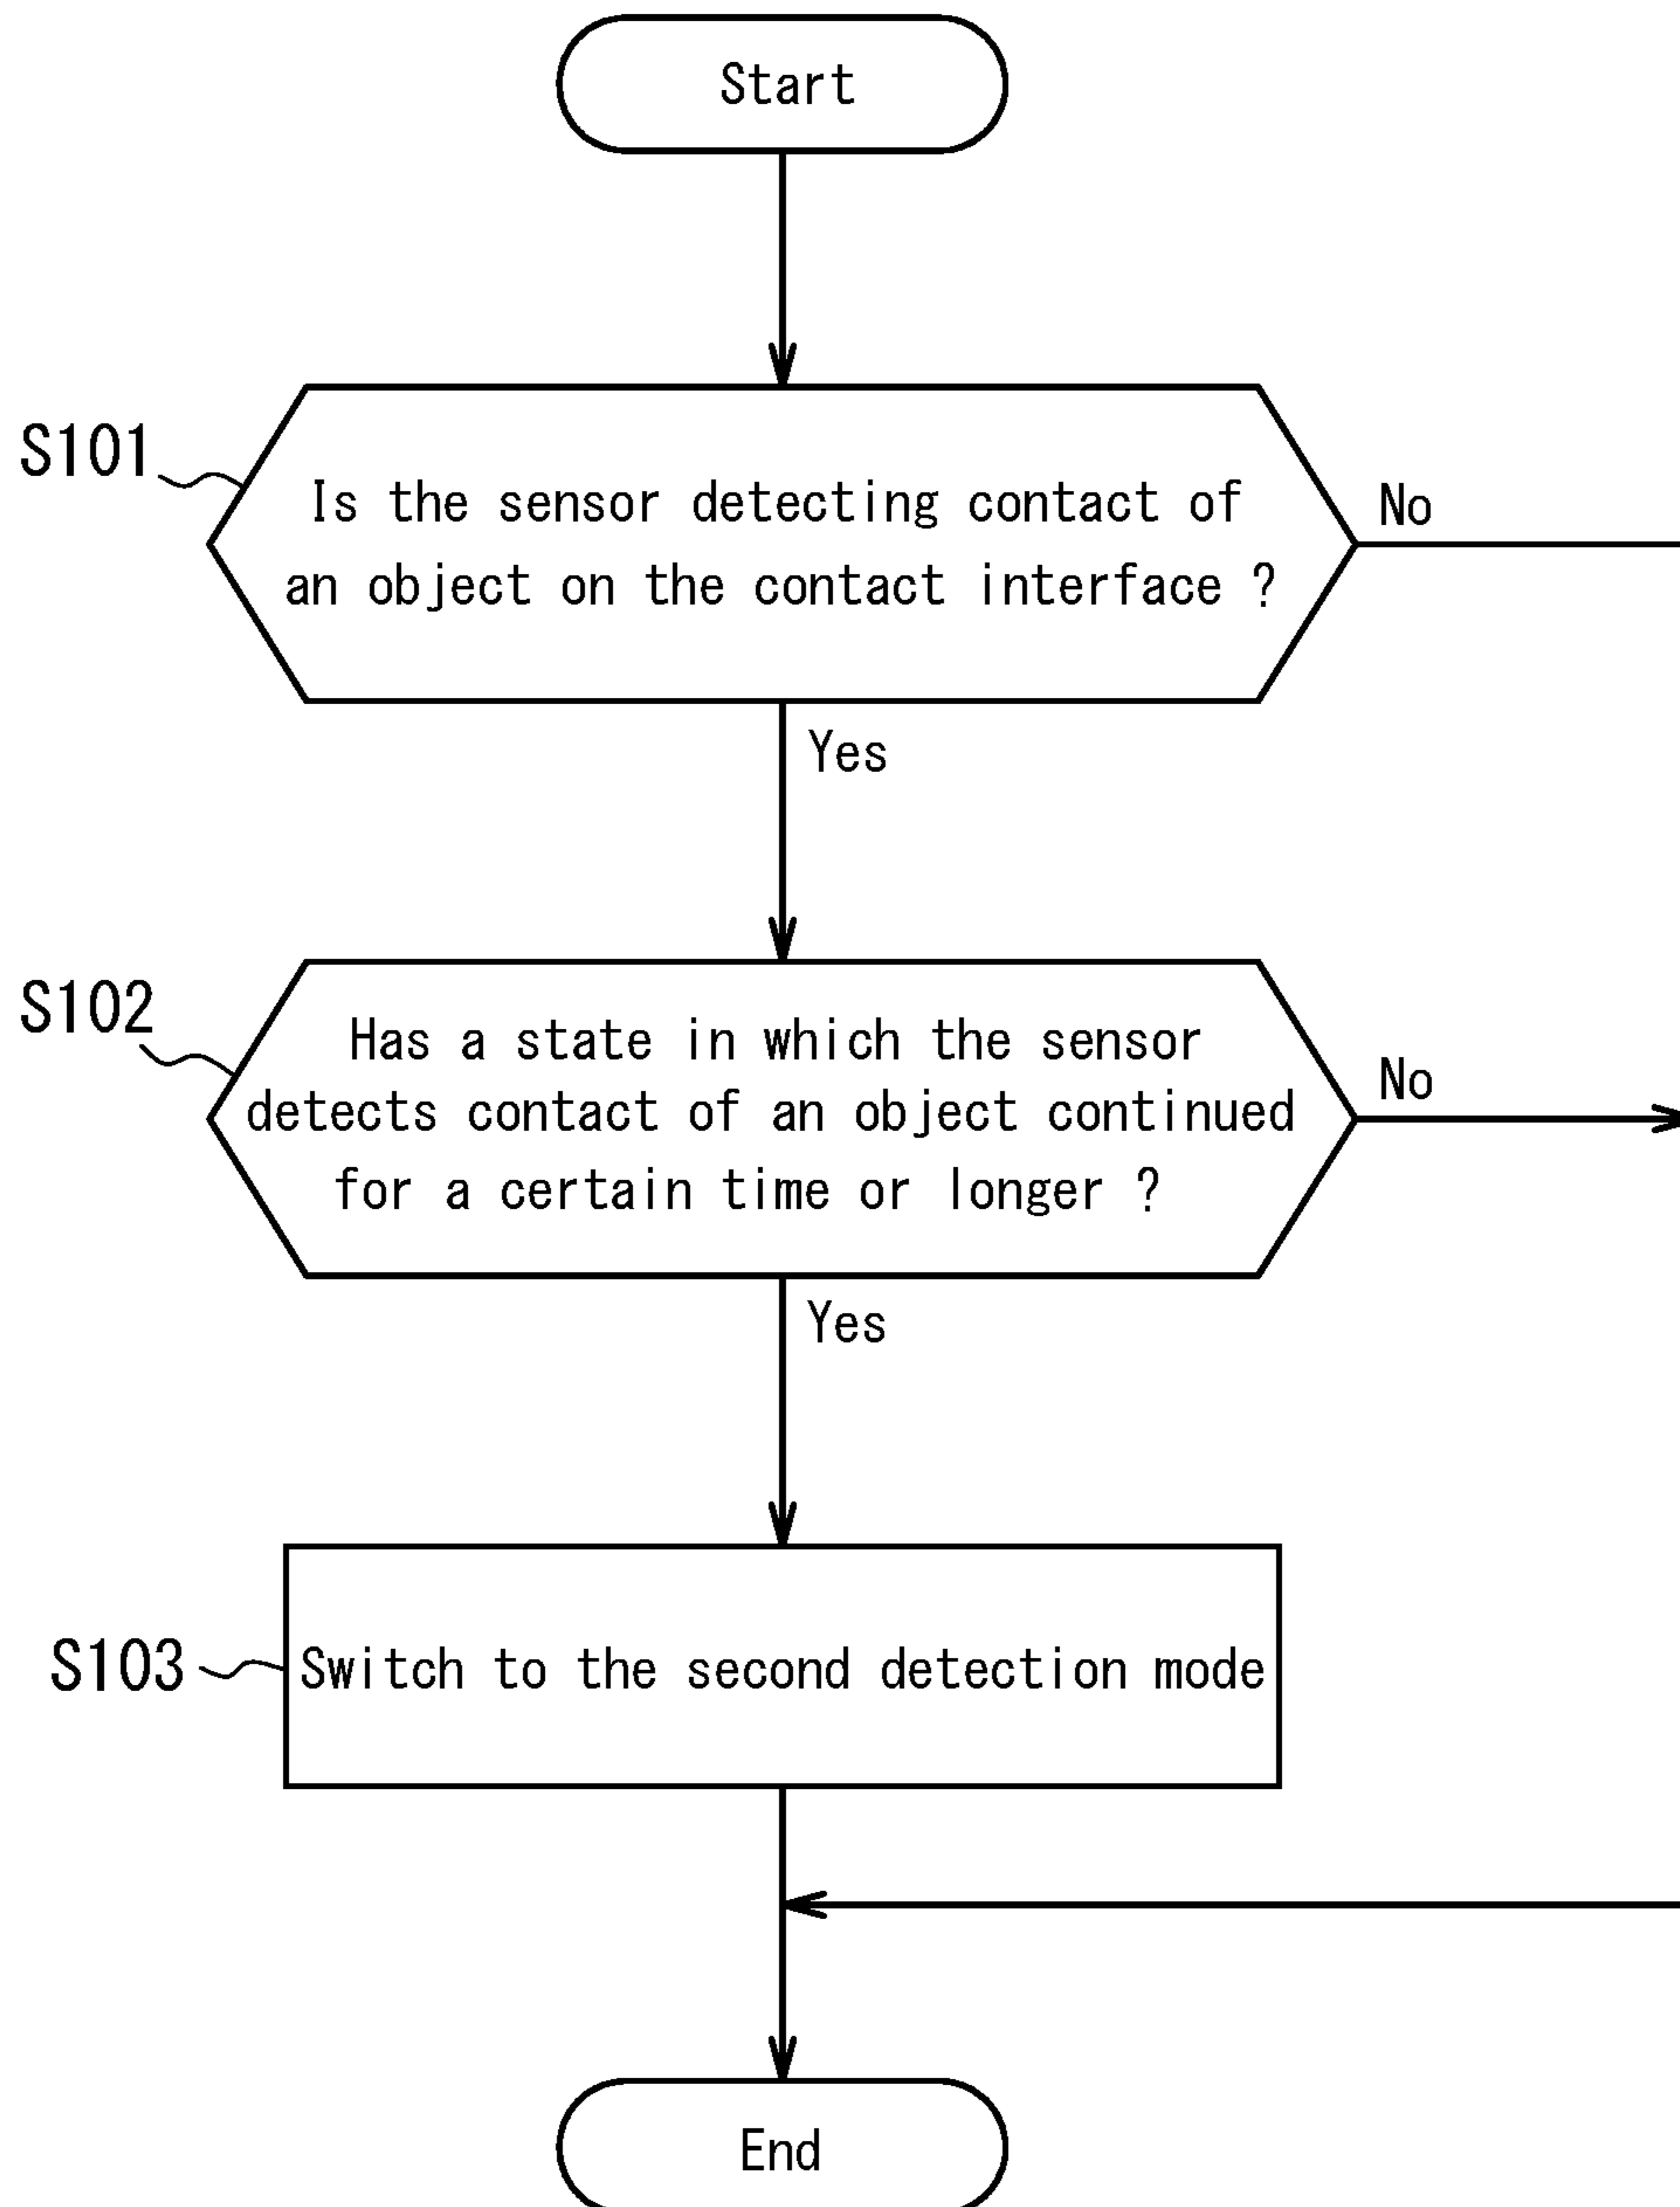 Start
S101
Is the sensor detecting contact of
an object on the contact interface ?
No
Yes
S102
Has a state in which the sensor
detects contact of an object continued
for a certain time or longer ?
No
Yes
S103
Switch to the second detection mode
End